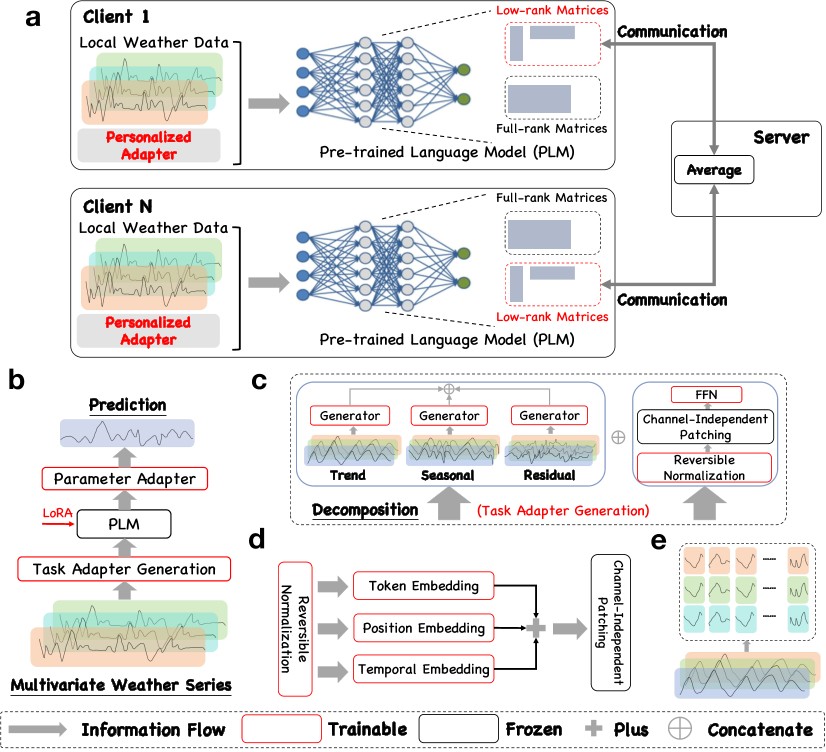 a
Client 1
Local Weather Data
Personalized
Adapter
Pre-trained Language Model (PLM)
Low-rank Matrices
Full-rank Matrices
Communication
Server
Average
Client N
Local Weather Data
Personalized
Adapter
Pre-trained Language Model (PLM)
Full-rank Matrices
Low-rank Matrices
Communication
b
Prediction
Parameter Adapter
LoRA
PLM
Task Adapter Generation
Multivariate Weather Series
c
Generator
Generator
Generator
Trend
Seasonal
Residual
FFN
Channel-Independent
Patching
Reversible
Normalization
Decomposition
(Task Adapter Generation)
d
Reversible
Normalization
Token Embedding
Position Embedding
Temporal Embedding
Channel-Independent
Patching
e
Information Flow
Trainable
Frozen
Plus
Concatenate